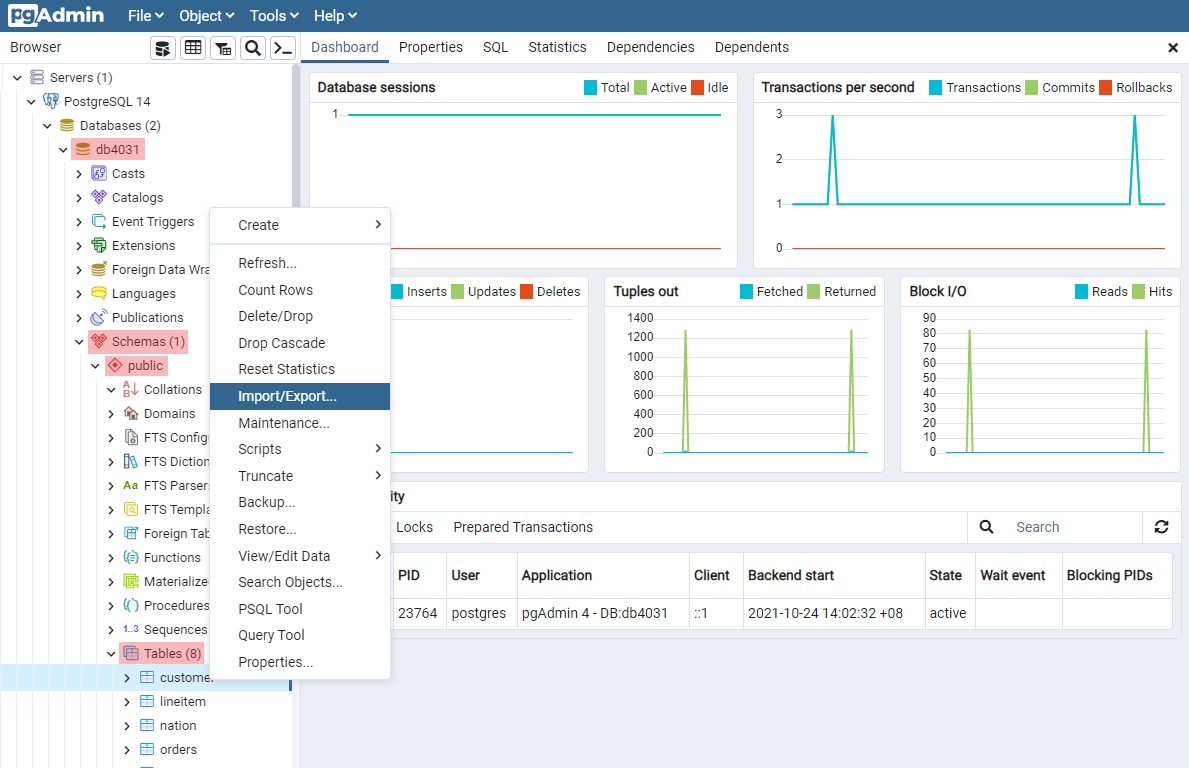 pgAdmin File Object Tools Help
Browser
Dashboard Properties SQL Statistics Dependencies Dependents
Servers (1)
PostgreSQL 14
Databases (2)
db4031
Casts
Catalogs
Event Triggers
Extensions
Foreign Data Wra
Languages
Publications
Schemas (1)
public
Collations
Domains
FTS Config
FTS Diction
FTS Parser
FTS Templa
Foreign Tab
Functions
Materialize
Procedures
Sequences
Tables (8)
custome
lineitem
nation
orders
Create
Refresh...
Count Rows
Delete/Drop
Drop Cascade
Reset Statistics
Import/Export...
Maintenance...
Scripts
Truncate
Backup...
Restore...
View/Edit Data
Search Objects...
PSQL Tool
Query Tool
Properties...
Database sessions Total Active Idle
1
Transactions per second Transactions Commits Rollbacks
3
2
1
0
Inserts Updates Deletes
Tuples out Fetched Returned
1400
1200
1000
800
600
400
200
0
Block I/O Reads Hits
90
80
70
60
50
40
30
20
10
0
ity
Locks Prepared Transactions Search
PID User Application Client Backend start State Wait event Blocking PIDs
23764 postgres pgAdmin 4 - DB:db4031 ::1 2021-10-24 14:02:32 +08 active